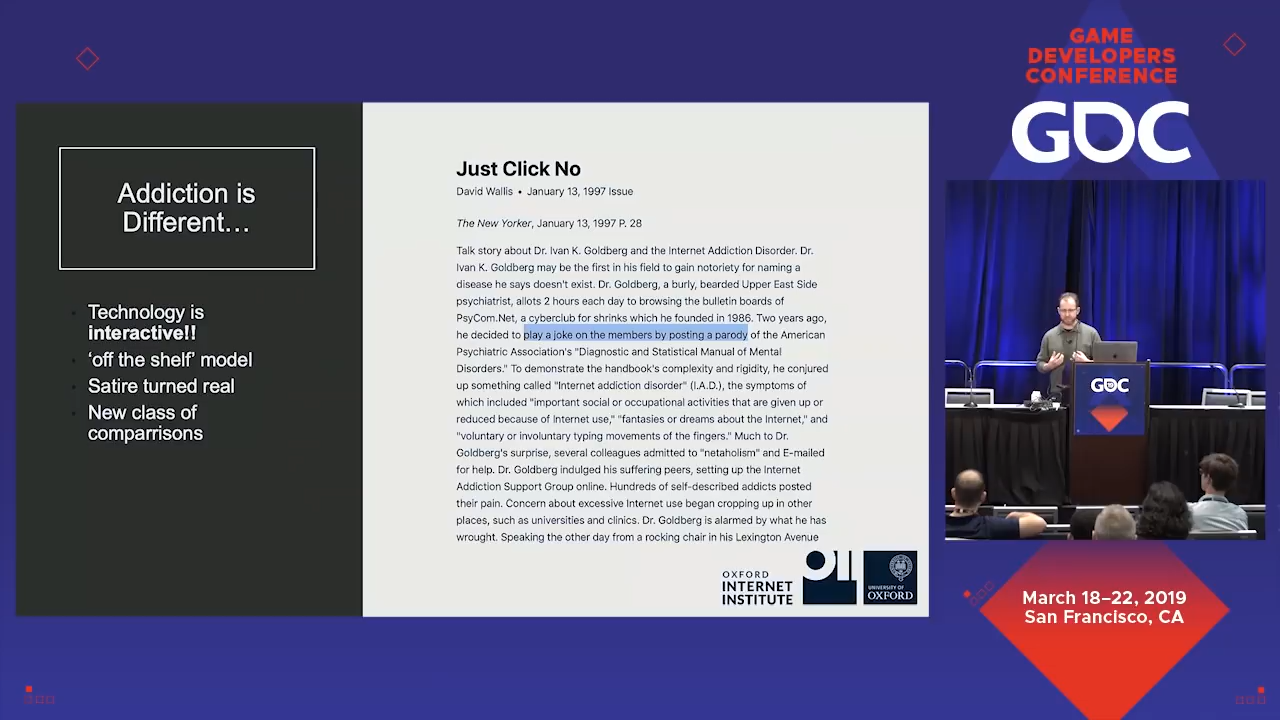 GAME
DEVELOPERS
CONFERENCE
GDC
Addiction is
Different…
Technology is
interactive!!
‘off the shelf’ model
Satire turned real
New class of
comparrisons
Just Click No
David Wallis • January 13, 1997 Issue
The New Yorker, January 13, 1997 P. 28
Talk story about Dr. Ivan K. Goldberg and the Internet Addiction Disorder. Dr.
Ivan K. Goldberg may be the first in his field to gain notoriety for naming a
disease he says doesn't exist. Dr. Goldberg, a burly, bearded Upper East Side
psychiatrist, allots 2 hours each day to browsing the bulletin boards of
PsyCom.Net, a cyberclub for shrinks which he founded in 1986. Two years ago,
he decided to play a joke on the members by posting a parody of the American
Psychiatric Association's "Diagnostic and Statistical Manual of Mental
Disorders." To demonstrate the handbook's complexity and rigidity, he conjured
up something called "Internet addiction disorder" (I.A.D.), the symptoms of
which included "important social or occupational activities that are given up or
reduced because of Internet use," "fantasies or dreams about the Internet," and
"voluntary or involuntary typing movements of the fingers." Much to Dr.
Goldberg's surprise, several colleagues admitted to "netaholism" and E-mailed
for help. Dr. Goldberg indulged his suffering peers, setting up the Internet
Addiction Support Group online. Hundreds of self-described addicts posted
their pain. Concern about excessive Internet use began cropping up in other
places, such as universities and clinics. Dr. Goldberg is alarmed by what he has
wrought. Speaking the other day from a rocking chair in his Lexington Avenue
OXFORD
INTERNET
INSTITUTE
OII
UNIVERSITY OF
OXFORD
GDC
March 18–22, 2019
San Francisco, CA